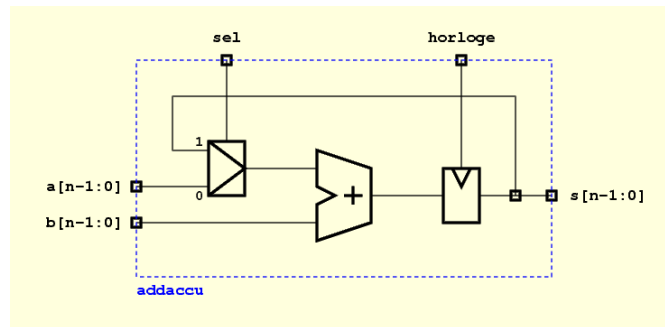 sel
horloge
1
a[n-1:0]
0
s[n-1:0]
+
b[n-1:0]
addaccu